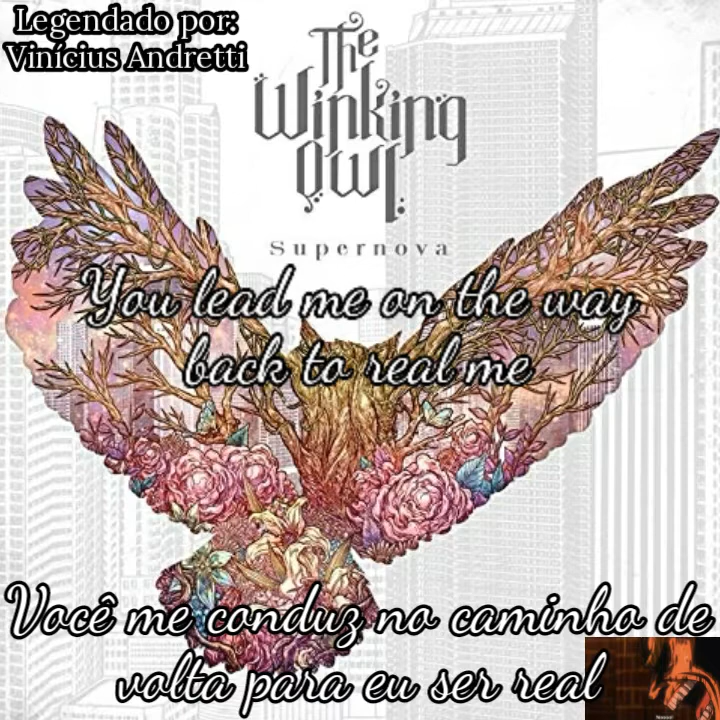 Legendado por:
Vinícius Andretti
The
Winking
Owl
Supernova
You lead me on the way
back to real me
Você me conduz no caminho de
volta para eu ser real